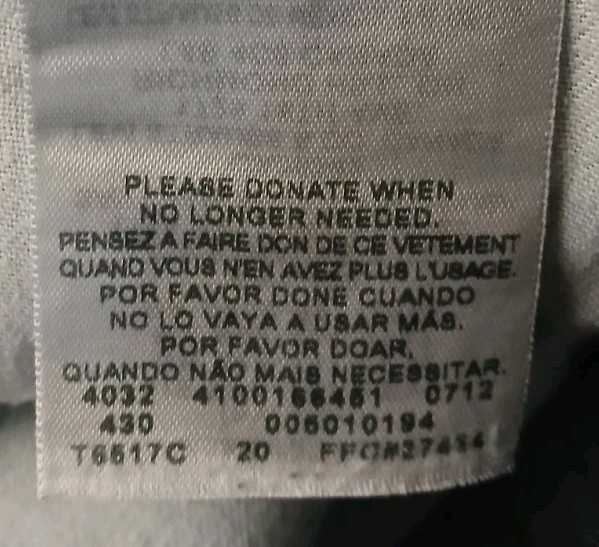 PLEASE DONATE WHEN
NO LONGER NEEDED.
PENSEZ A FAIRE DON DE CE VETEMENT
QUAND VOUS N'EN AVEZ PLUS L'USAGE.
POR FAVOR DONE CUANDO
NO LO VAYA A USAR MÁS.
POR FAVOR DOAR,
QUANDO NÃO MAIS NECESSITAR.
4032 4100166451 0712
430 005010194
T6517C 20